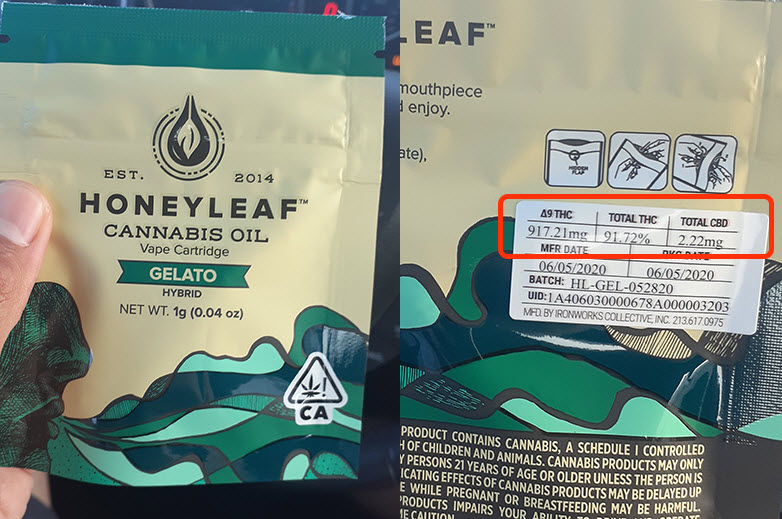 EST. 2014
HONEYLEAF™
CANNABIS OIL
Vape Cartridge
GELATO
HYBRID
NET WT. 1g (0.04 oz)
CA
LEAF™
mouthpiece
enjoy.
HIDDEN
FLAP
Δ9 THC TOTAL THC TOTAL CBD
917.21mg 91.72% 2.22mg
MFR DATE DATE
06/05/2020 06/05/2020
BATCH: HL-GEL-052820
UID:1A406030000678A000003203
MFD. BY IRONWORKS COLLECTIVE, INC. 213.617.0975
PRODUCT CONTAINS CANNABIS, A SCHEDULE I CONTROLLED
OF CHILDREN AND ANIMALS. CANNABIS PRODUCTS MAY ONLY
PERSONS 21 YEARS OF AGE OR OLDER UNLESS THE PERSON IS
EFFECTS OF CANNABIS PRODUCTS MAY BE DELAYED UP
WHILE PREGNANT OR BREASTFEEDING MAY BE HARMFUL.
PRODUCTS IMPAIRS YOUR ABILITY TO